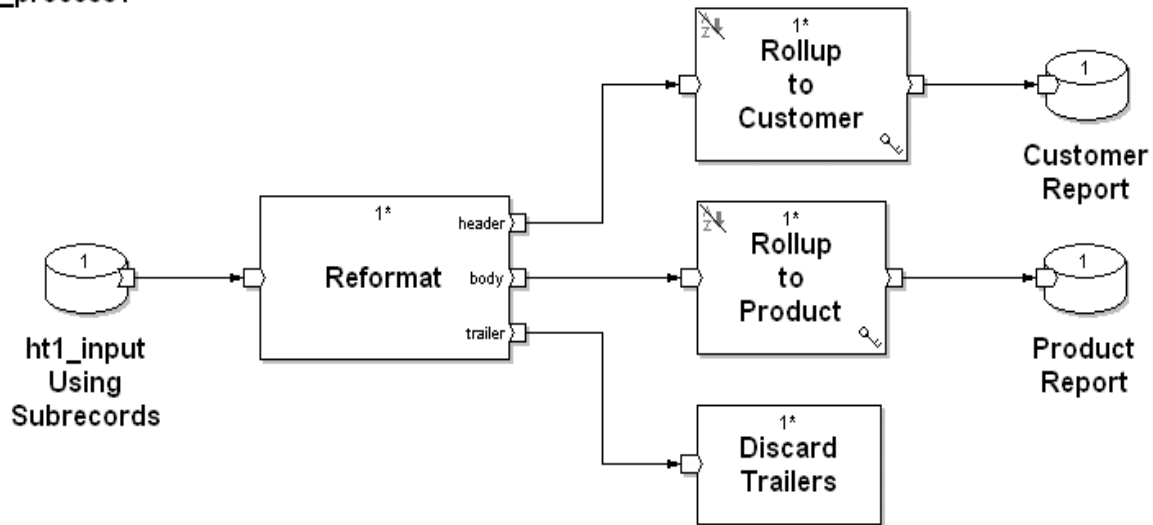 1*
Rollup
to
Customer
1
Customer
Report
1*
header
Reformat
body
trailer
1
ht1_input
Using
Subrecords
1*
Rollup
to
Product
1
Product
Report
1*
Discard
Trailers